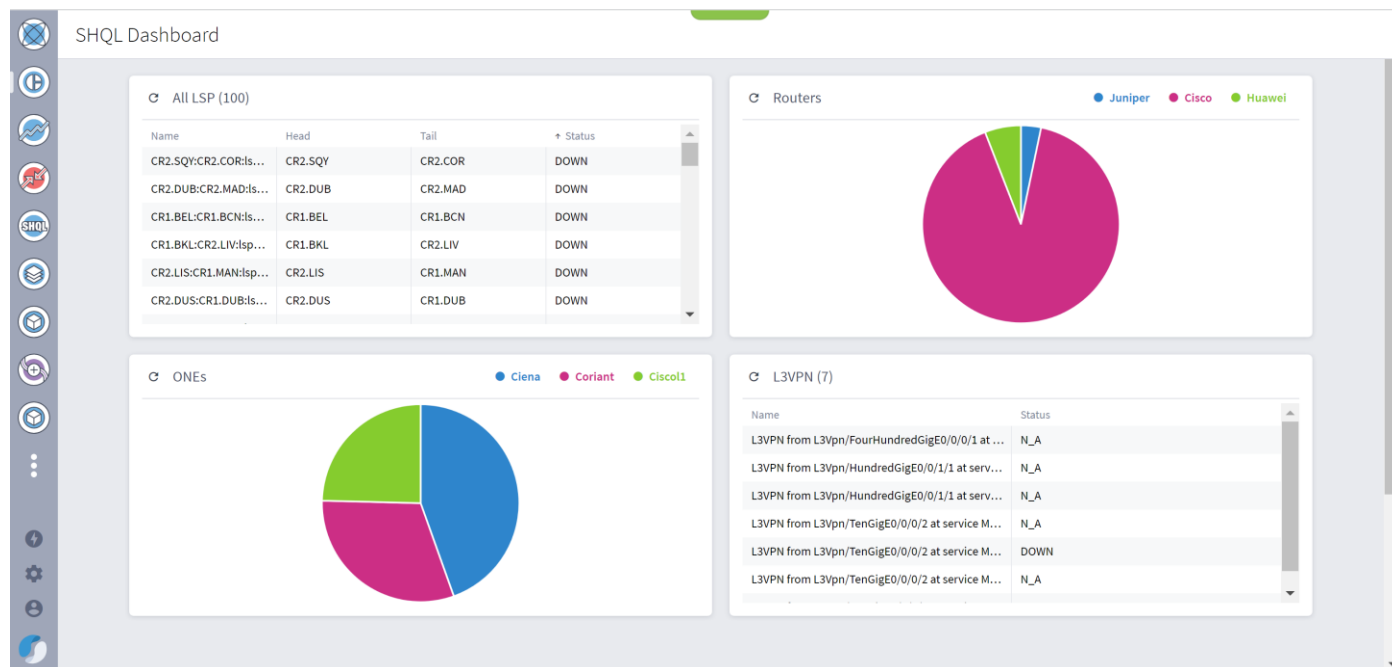 SHQL Dashboard
SHQL
All LSP (100)
Name Head Tail Status
CR2.SQY:CR2.COR:ls... CR2.SQY CR2.COR DOWN
CR2.DUB:CR2.MAD:ls... CR2.DUB CR2.MAD DOWN
CR1.BEL:CR1.BCN:ls... CR1.BEL CR1.BCN DOWN
CR1.BKL:CR2.LIV:lsp... CR1.BKL CR2.LIV DOWN
CR2.LIS:CR1.MAN:lsp... CR2.LIS CR1.MAN DOWN
CR2.DUS:CR1.DUB:ls... CR2.DUS CR1.DUB DOWN
Routers Juniper Cisco Huawei
ONEs Ciena Coriant Ciscol1
L3VPN (7)
Name Status
L3VPN from L3Vpn/FourHundredGigE0/0/0/1 at ... N_A
L3VPN from L3Vpn/HundredGigE0/0/1/1 at serv... N_A
L3VPN from L3Vpn/HundredGigE0/0/1/1 at serv... N_A
L3VPN from L3Vpn/TenGigE0/0/0/2 at service M... N_A
L3VPN from L3Vpn/TenGigE0/0/0/2 at service M... DOWN
L3VPN from L3Vpn/TenGigE0/0/0/2 at service M... N_A